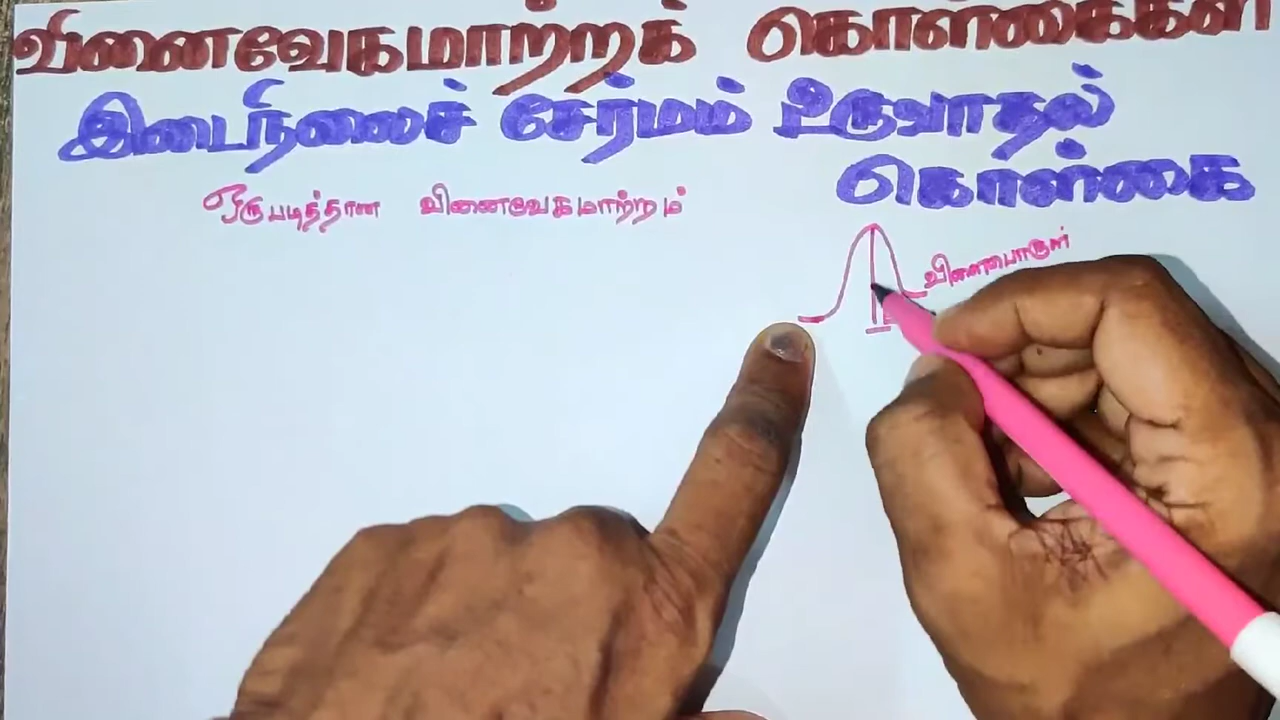 வினைவேகமாற்றக் கொள்கைகள்
இடைநிலைச் சேர்மம் உருவாதல்
கொள்கை
ஒருபடித்தான வினைவேகமாற்றம்
விளைபொருள்